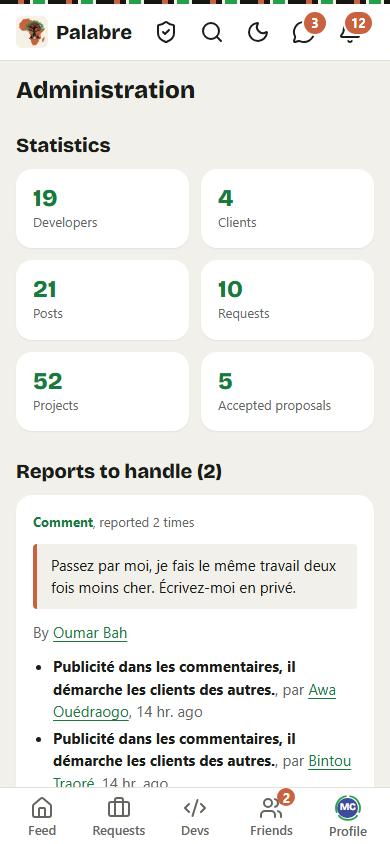 Palabre
3
12
Administration
Statistics
19
Developers
4
Clients
21
Posts
10
Requests
52
Projects
5
Accepted proposals
Reports to handle (2)
Comment, reported 2 times
Passez par moi, je fais le même travail deux
fois moins cher. Écrivez-moi en privé.
By Oumar Bah
Publicité dans les commentaires, il
démarche les clients des autres., par Awa
Ouédraogo, 14 hr. ago
Publicité dans les commentaires, il
démarche les clients des autres., par Bintou
Traoré, 14 hr. ago
Feed
Requests
Devs
2
Friends
MC
Profile